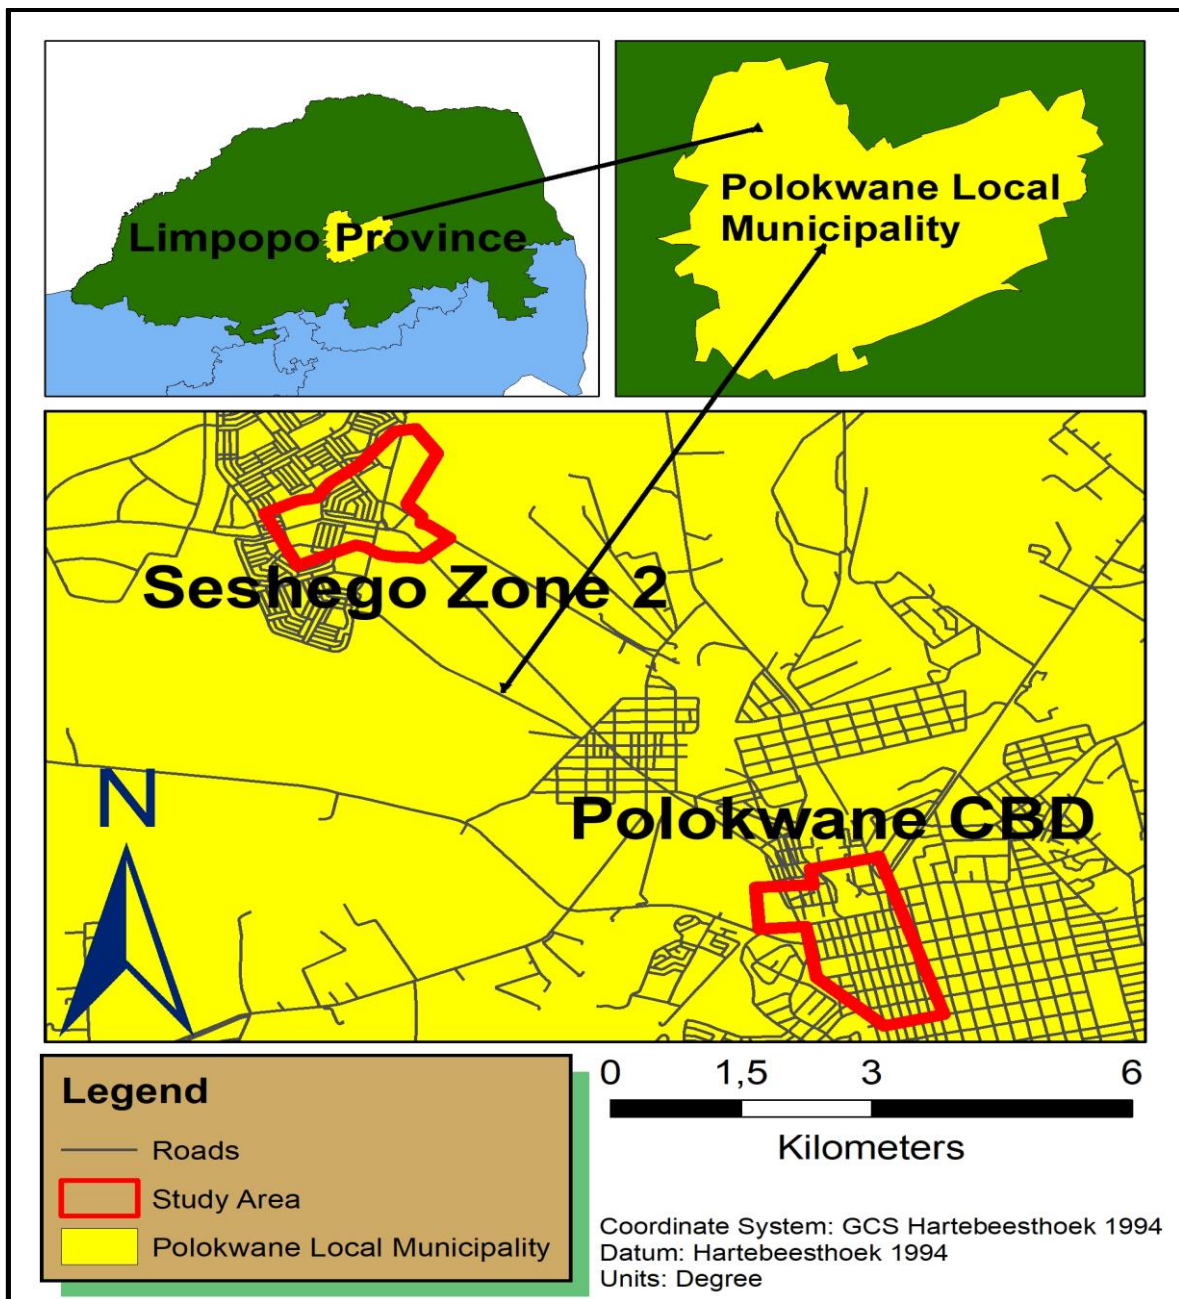 Limpopo Province
Polokwane Local
Municipality
Seshego Zone 2
Polokwane CBD
N
Legend
Roads
Study Area
Polokwane Local Municipality
0 1,5 3 6
Kilometers
Coordinate System: GCS Hartebeesthoek 1994
Datum: Hartebeesthoek 1994
Units: Degree